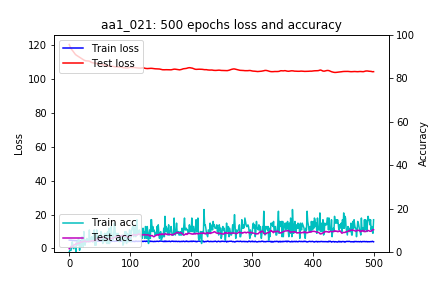 aa1_021: 500 epochs loss and accuracy
120
100
80
60
40
20
0
Loss
Train loss
Test loss
Train acc
Test acc
100
80
60
40
20
0
Accuracy
0
100
200
300
400
500